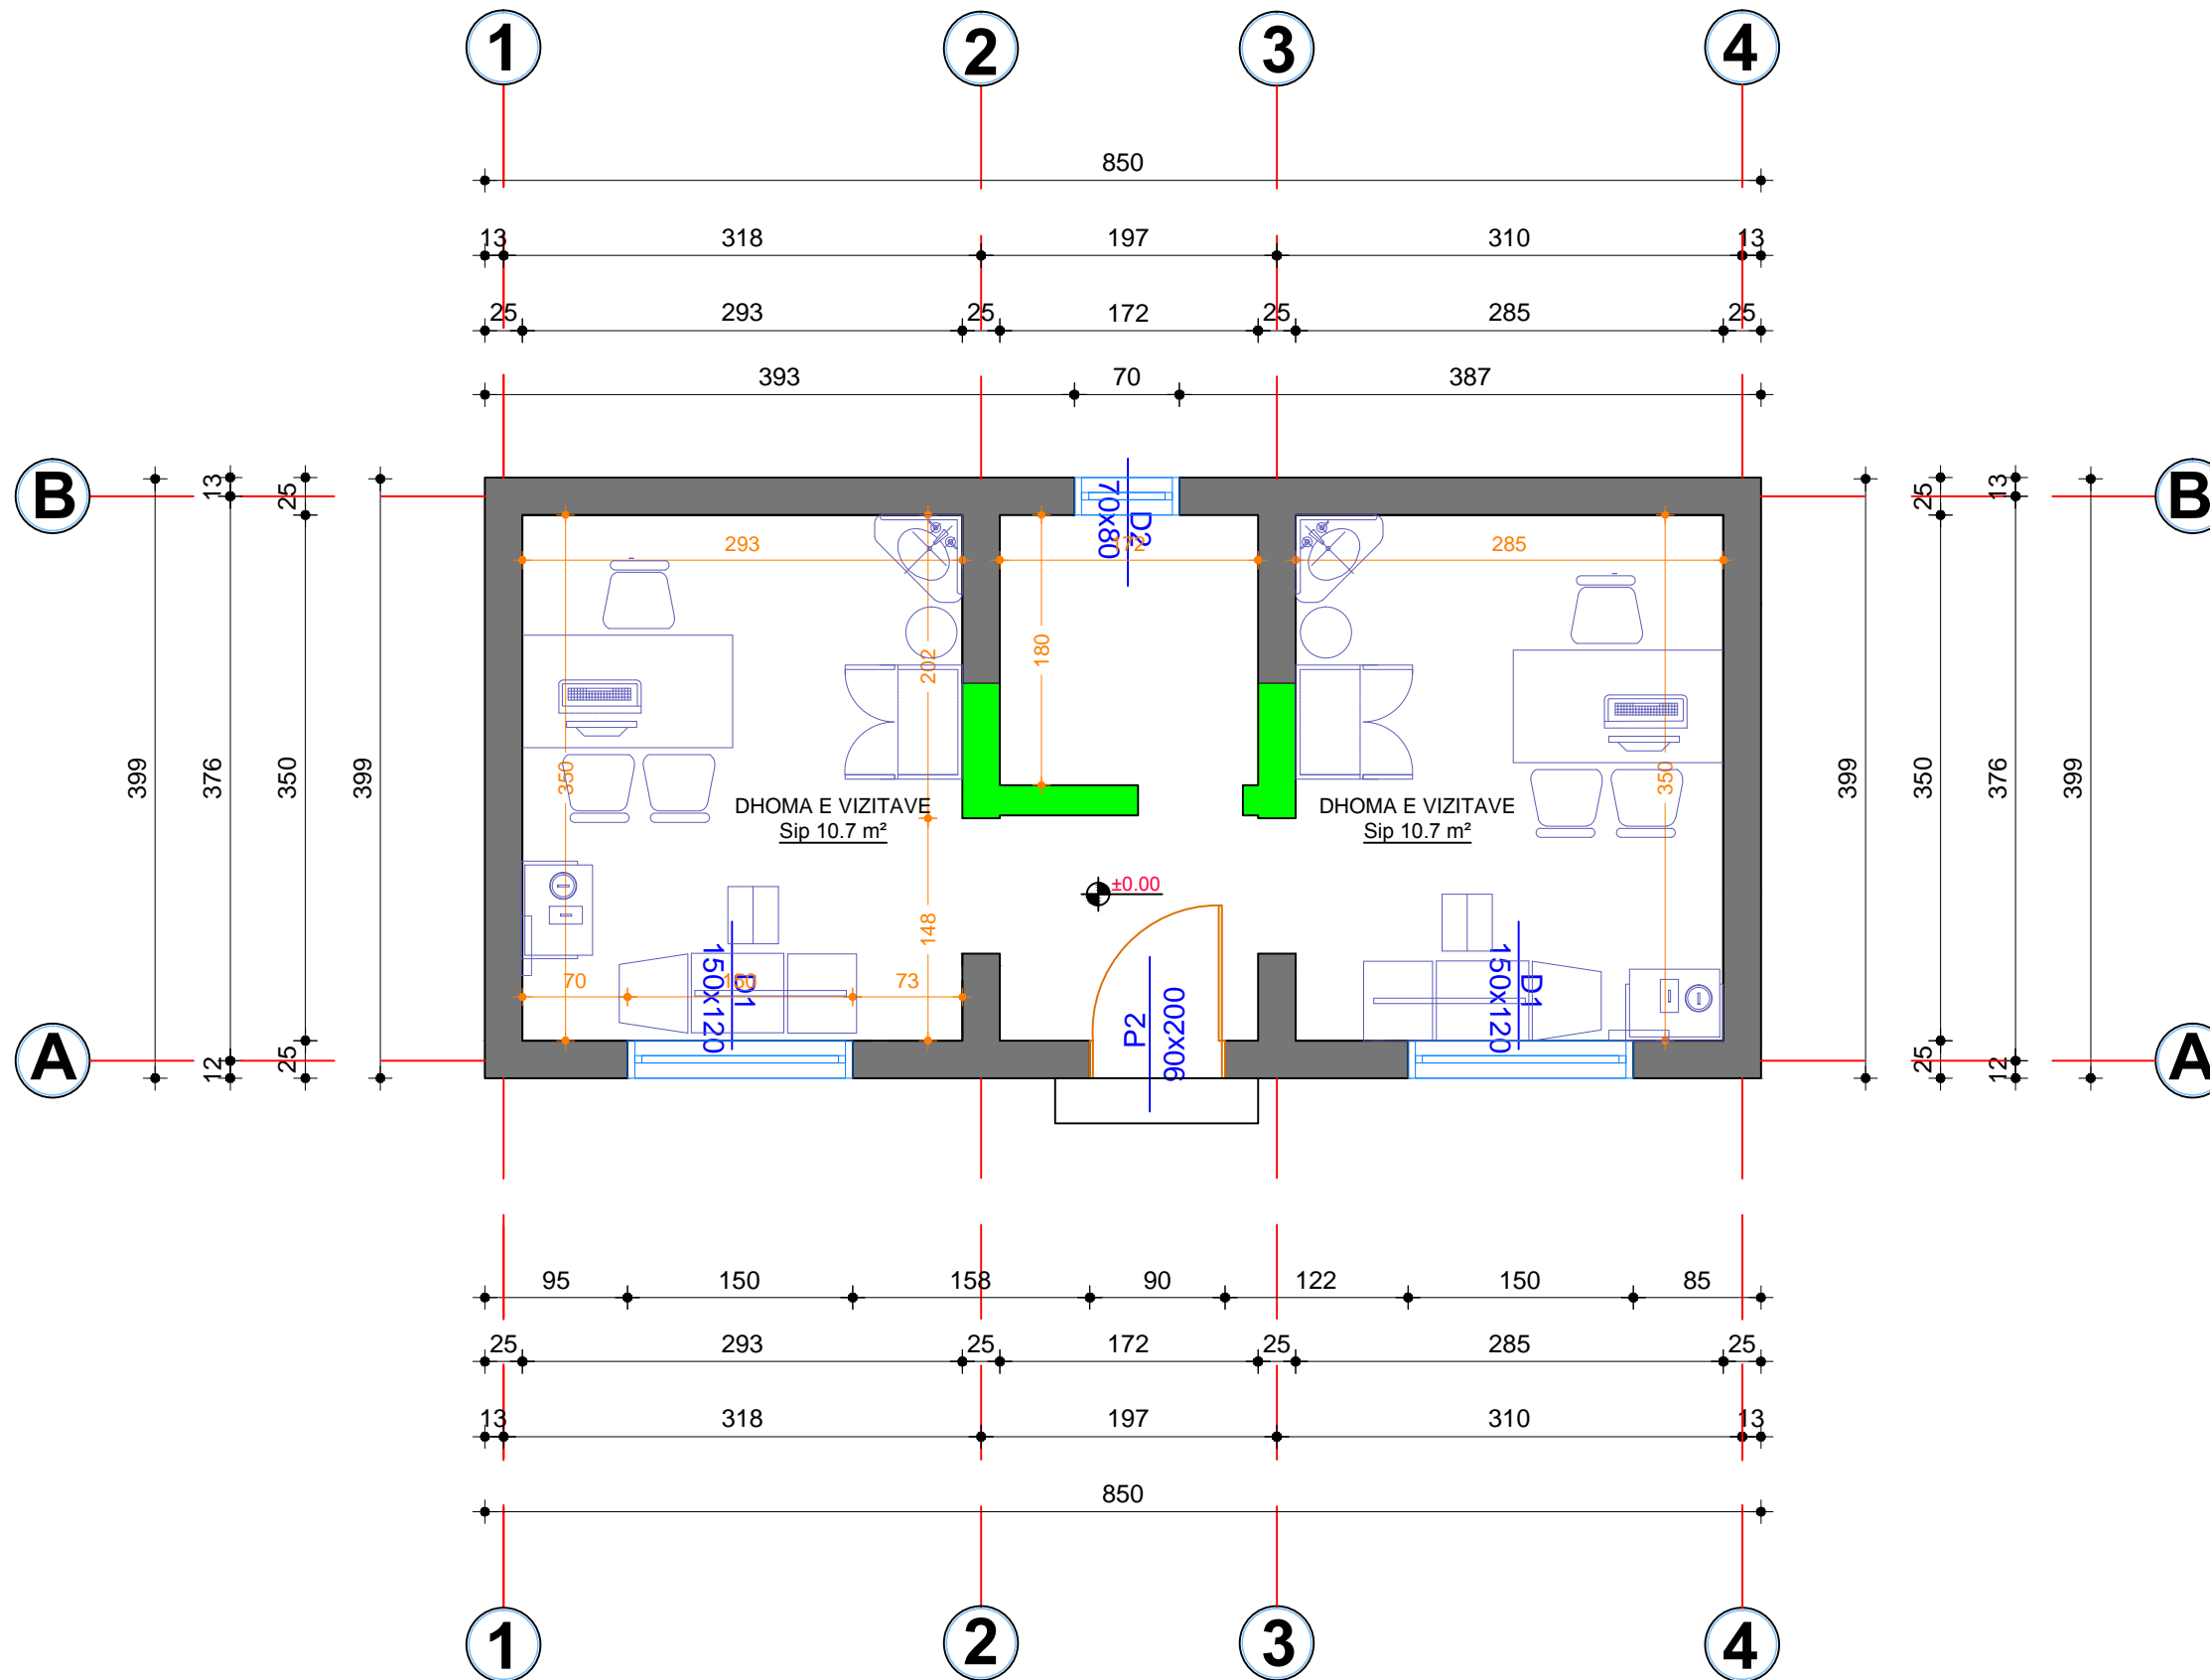 1 2 3 4
850
13 318 197 310 13
25 293 25 172 25 285 25
393 70 387
B B
13 25 25 13
399 376 350 399 399 350 376 399
12 25 25 12
A A
D2
70x80
293 172 285
180
202
350 350
DHOMA E VIZITAVE
Sip 10.7 m²
DHOMA E VIZITAVE
Sip 10.7 m²
±0.00
148
70 150 73
D1
150x120
P2
90x200
D1
150x120
95 150 158 90 122 150 85
25 293 25 172 25 285 25
13 318 197 310 13
850
1 2 3 4